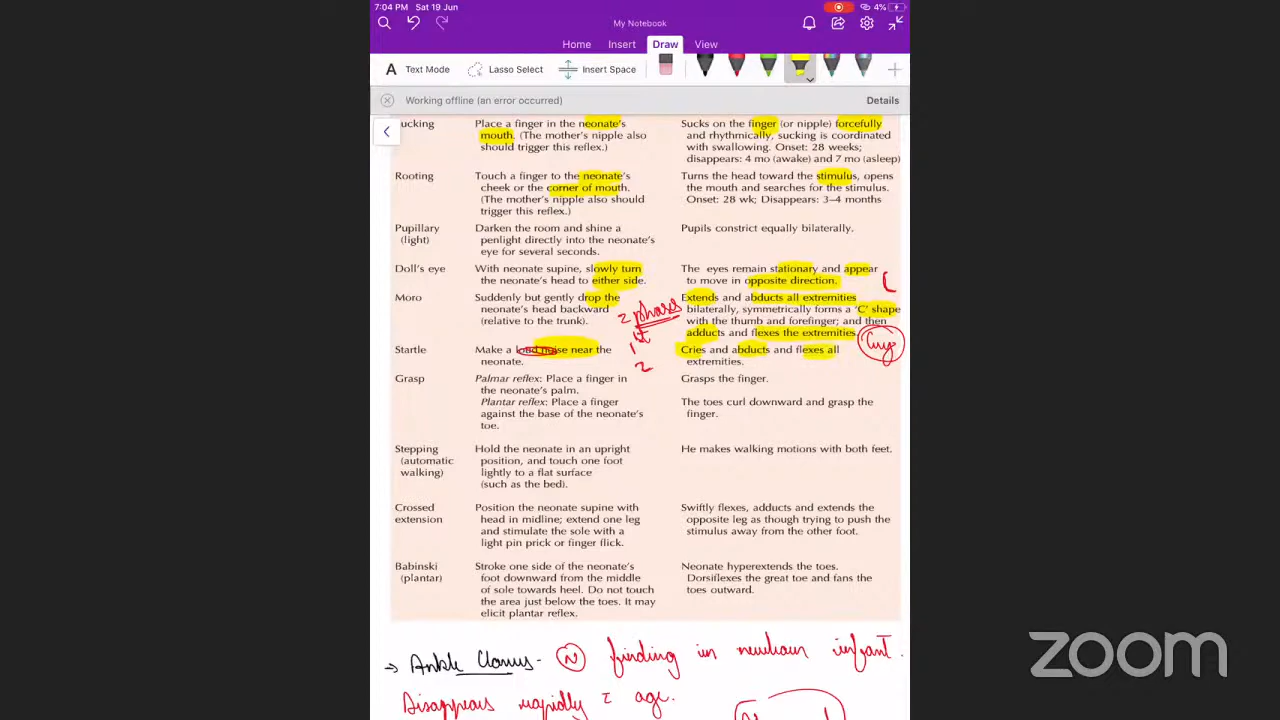 7:04 PM Sat 19 Jun
4%
My Notebook
Home Insert Draw View
A Text Mode Lasso Select Insert Space
Working offline (an error occurred) Details
ucking
Place a finger in the neonate's
mouth. (The mother's nipple also
should trigger this reflex.)
Sucks on the finger (or nipple) forcefully
and rhythmically, sucking is coordinated
with swallowing. Onset: 28 weeks;
disappears: 4 mo (awake) and 7 mo (asleep)
Rooting
Touch a finger to the neonate's
cheek or the corner of mouth.
(The mother's nipple also should
trigger this reflex.)
Turns the head toward the stimulus, opens
the mouth and searches for the stimulus.
Onset: 28 wk; Disappears: 3–4 months
Pupillary
(light)
Darken the room and shine a
penlight directly into the neonate's
eye for several seconds.
Pupils constrict equally bilaterally.
Doll's eye
With neonate supine, slowly turn
the neonate's head to either side.
The eyes remain stationary and appear
to move in opposite direction.
Moro
Suddenly but gently drop the
neonate's head backward
(relative to the trunk).
2 phases
1st
2
Extends and abducts all extremities
bilaterally, symmetrically forms a 'C' shape
with the thumb and forefinger; and then
adducts and flexes the extremities.
Cry
Startle
Make a loud noise near the
neonate.
Cries and abducts and flexes all
extremities.
Grasp
Palmar reflex: Place a finger in
the neonate's palm.
Plantar reflex: Place a finger
against the base of the neonate's
toe.
Grasps the finger.
The toes curl downward and grasp the
finger.
Stepping
(automatic
walking)
Hold the neonate in an upright
position, and touch one foot
lightly to a flat surface
(such as the bed).
He makes walking motions with both feet.
Crossed
extension
Position the neonate supine with
head in midline; extend one leg
and stimulate the sole with a
light pin prick or finger flick.
Swiftly flexes, adducts and extends the
opposite leg as though trying to push the
stimulus away from the other foot.
Babinski
(plantar)
Stroke one side of the neonate's
foot downward from the middle
of sole towards heel. Do not touch
the area just below the toes. It may
elicit plantar reflex.
Neonate hyperextends the toes.
Dorsiflexes the great toe and fans the
toes outward.
→ Ankle Clonus - N finding in newborn infant.
Disappears rapidly c age.
zoom